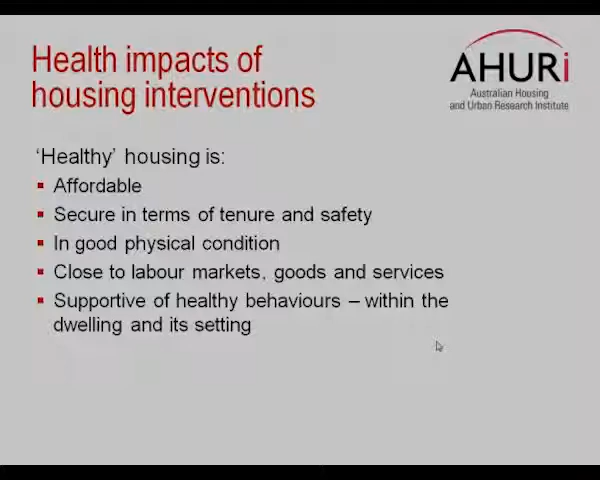 Health impacts of
housing interventions
AHURi
Australian Housing
and Urban Research Institute
‘Healthy’ housing is:
Affordable
Secure in terms of tenure and safety
In good physical condition
Close to labour markets, goods and services
Supportive of healthy behaviours – within the
dwelling and its setting